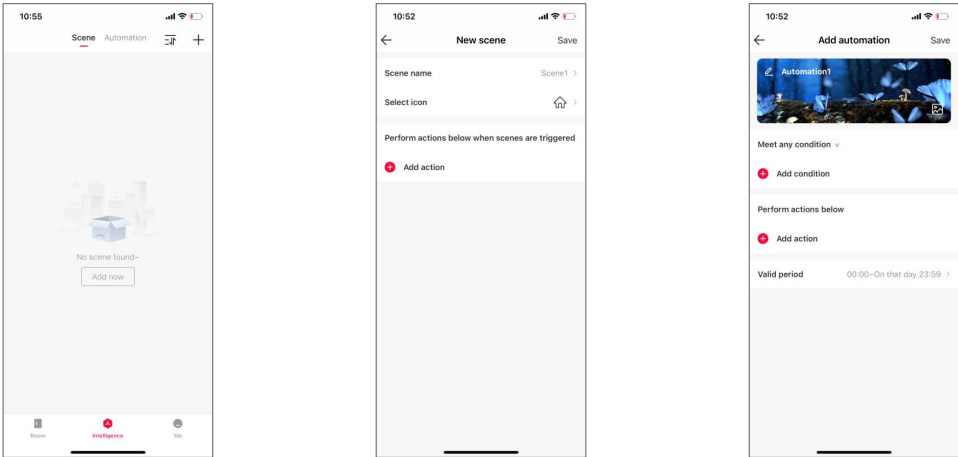 10:55
Scene Automation
No scene found~
Add now
Room Intelligence Me
10:52
New scene Save
Scene name Scene1
Select icon
Perform actions below when scenes are triggered
Add action
10:52
Add automation Save
Automation1
Meet any condition
Add condition
Perform actions below
Add action
Valid period 00:00~On that day 23:59